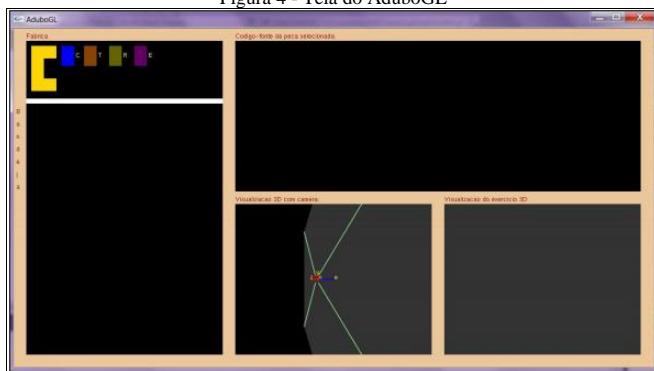 Figura 4 - Tela do AduboGL
AduboGL
Fabrica
Codigo-fonte da peca selecionada
C T R E
B
a
n
d
e
j
a
Visualizacao 3D com camera
Visualizacao do exercicio 3D